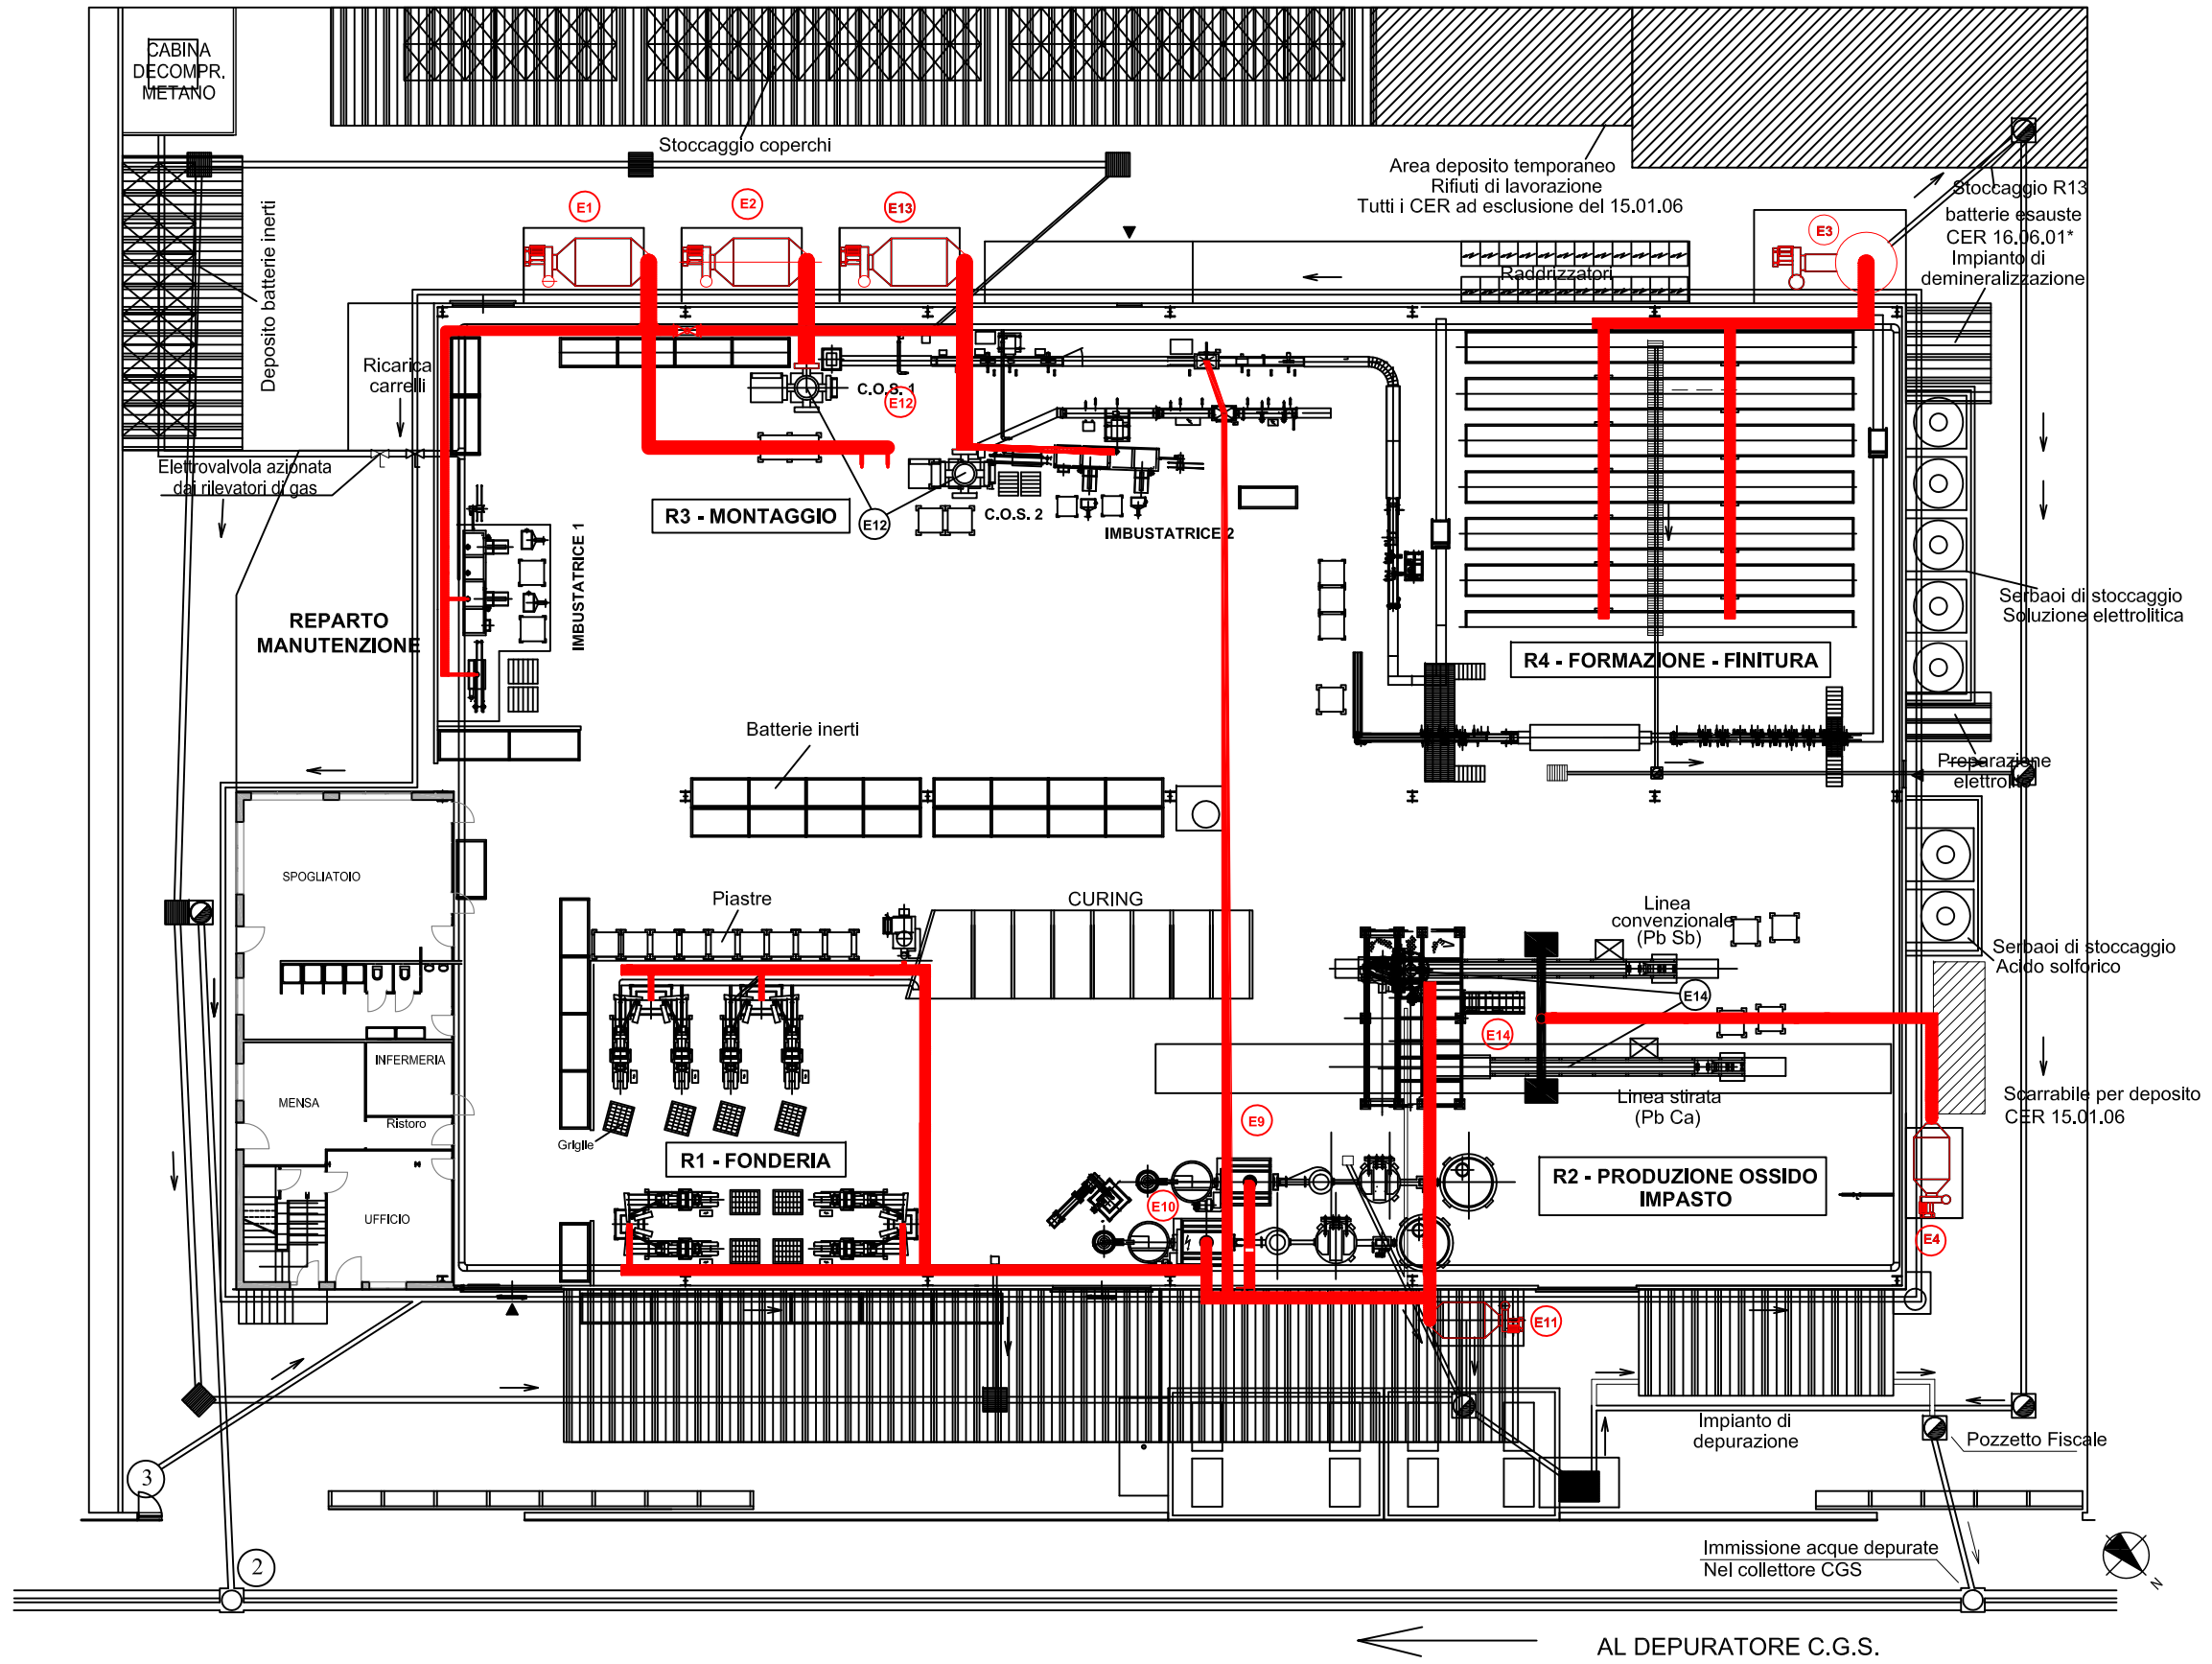 CABINA
DECOMPR.
METANO
Stoccaggio coperchi
Area deposito temporaneo
Rifiuti di lavorazione
Tutti i CER ad esclusione del 15.01.06
Stoccaggio R13
batterie esauste
CER 16.06.01*
Impianto di
demineralizzazione
Deposito batterie inerti
E1
E2
E13
E3
Raddrizzatori
Ricarica
carrelli
C.O.S. 1
E12
Elettrovalvola azionata
dai rilevatori di gas
R3 - MONTAGGIO
E12
C.O.S. 2
IMBUSTATRICE 2
IMBUSTATRICE 1
REPARTO
MANUTENZIONE
Serbaoi di stoccaggio
Soluzione elettrolitica
R4 - FORMAZIONE - FINITURA
Batterie inerti
Preparazione
elettrolito
SPOGLIATOIO
Piastre
CURING
Linea
convenzionale
(Pb Sb)
Serbaoi di stoccaggio
Acido solforico
E14
E14
INFERMERIA
MENSA
Ristoro
Griglie
Linea stirata
(Pb Ca)
Scarrabile per deposito
CER 15.01.06
E9
R1 - FONDERIA
R2 - PRODUZIONE OSSIDO
IMPASTO
E10
UFFICIO
E4
E11
Impianto di
depurazione
Pozzetto Fiscale
3
2
Immissione acque depurate
Nel collettore CGS
N
AL DEPURATORE C.G.S.